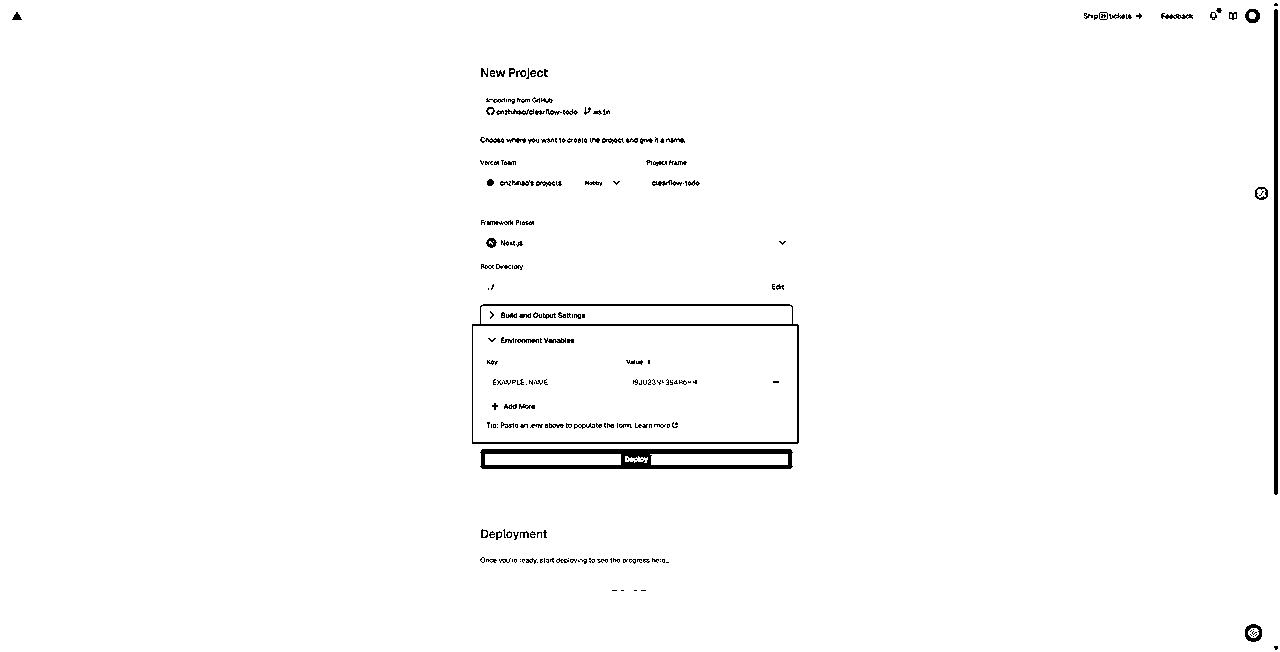 Ship 25 tickets →
Feedback
New Project
Importing from GitHub
cnzhihao/clearflow-todo main
Choose where you want to create the project and give it a name.
Vercel Team
Project Name
cnzhihao's projects Hobby
clearflow-todo
Framework Preset
Next.js
Root Directory
./
Edit
Build and Output Settings
Environment Variables
Key
Value
EXAMPLE_NAME
Add More
Tip: Paste an .env above to populate the form. Learn more
Deploy
Deployment
Once you're ready, start deploying to see the progress here...